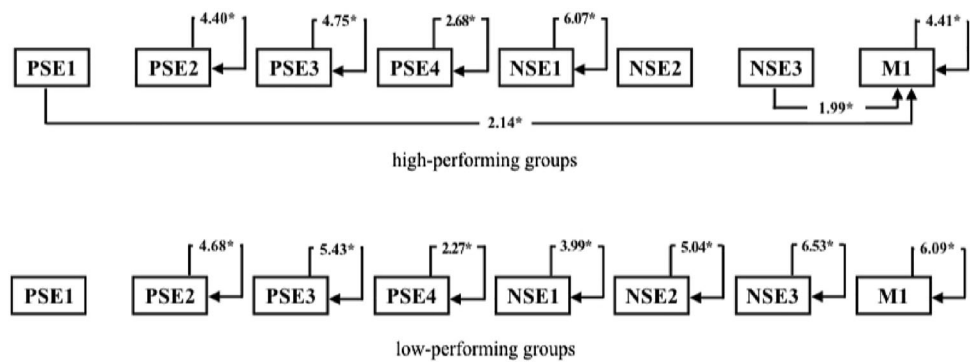 4.40* 4.75* 2.68* 6.07* 4.41*
PSE1 PSE2 PSE3 PSE4 NSE1 NSE2 NSE3 M1
1.99*
2.14*
high-performing groups
4.68* 5.43* 2.27* 3.99* 5.04* 6.53* 6.09*
PSE1 PSE2 PSE3 PSE4 NSE1 NSE2 NSE3 M1
low-performing groups